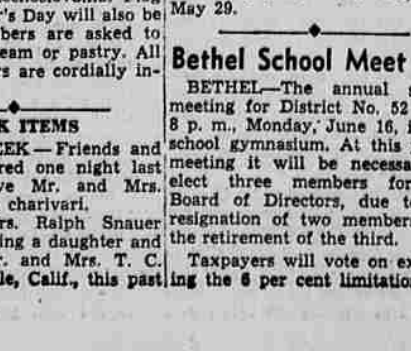 r's Day will also be
bers are asked to
eam or pastry. All
rs are cordially in-
K ITEMS
EEK — Friends and
red one night last
ve Mr. and Mrs.
charivari.
rs. Ralph Snauer
ing a daughter and
r. and Mrs. T. C.
le, Calif., this past
May 29.
Bethel School Meet
BETHEL—The annual s
meeting for District No. 52
8 p. m., Monday, June 16,
school gymnasium. At this
meeting it will be necessa
elect three members for
Board of Directors, due to
resignation of two members
the retirement of the third.
Taxpayers will vote on ex
ing the 6 per cent limitatio